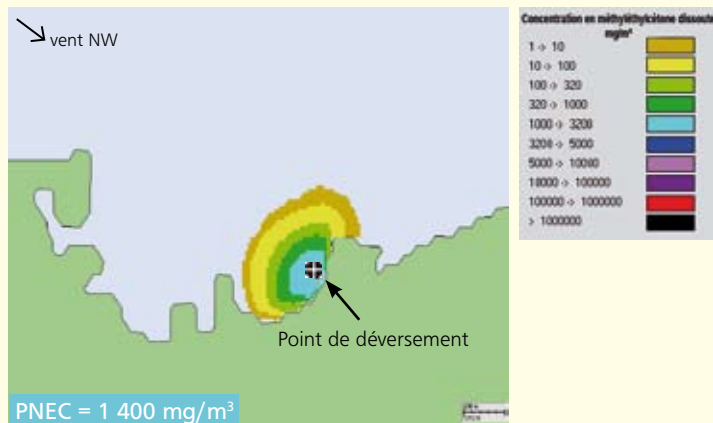 vent NW
Point de déversement
PNEC = 1 400 mg/m³
Concentration en méthyléthylcétone dissoute
mg/m³
1 -> 10
10 -> 100
100 -> 320
320 -> 1000
1000 -> 3200
3200 -> 5000
5000 -> 10000
10000 -> 100000
100000 -> 1000000
> 1000000